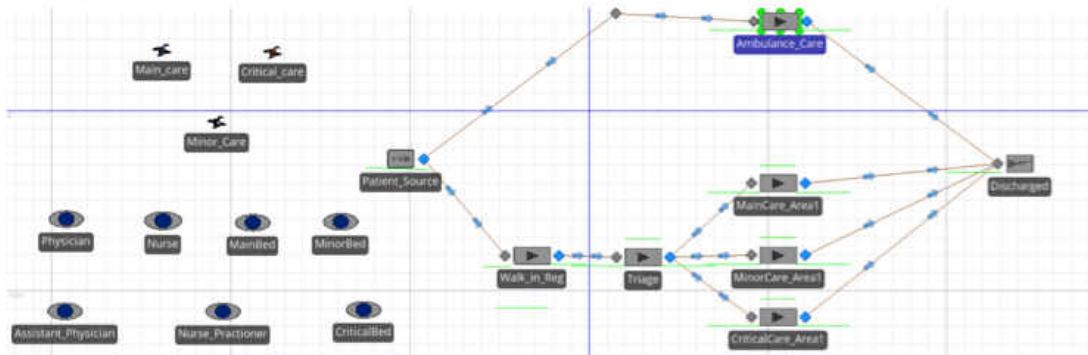 Ambulance_Care
Main_care
Critical_care
Minor_Care
Patient_Source
Discharged
MainCare_Area1
Physician
Nurse
MainBed
MinorBed
Walk_in_Reg
Triage
MinorCare_Area1
Assistant_Physician
Nurse_Practioner
CriticalBed
CriticalCare_Area1